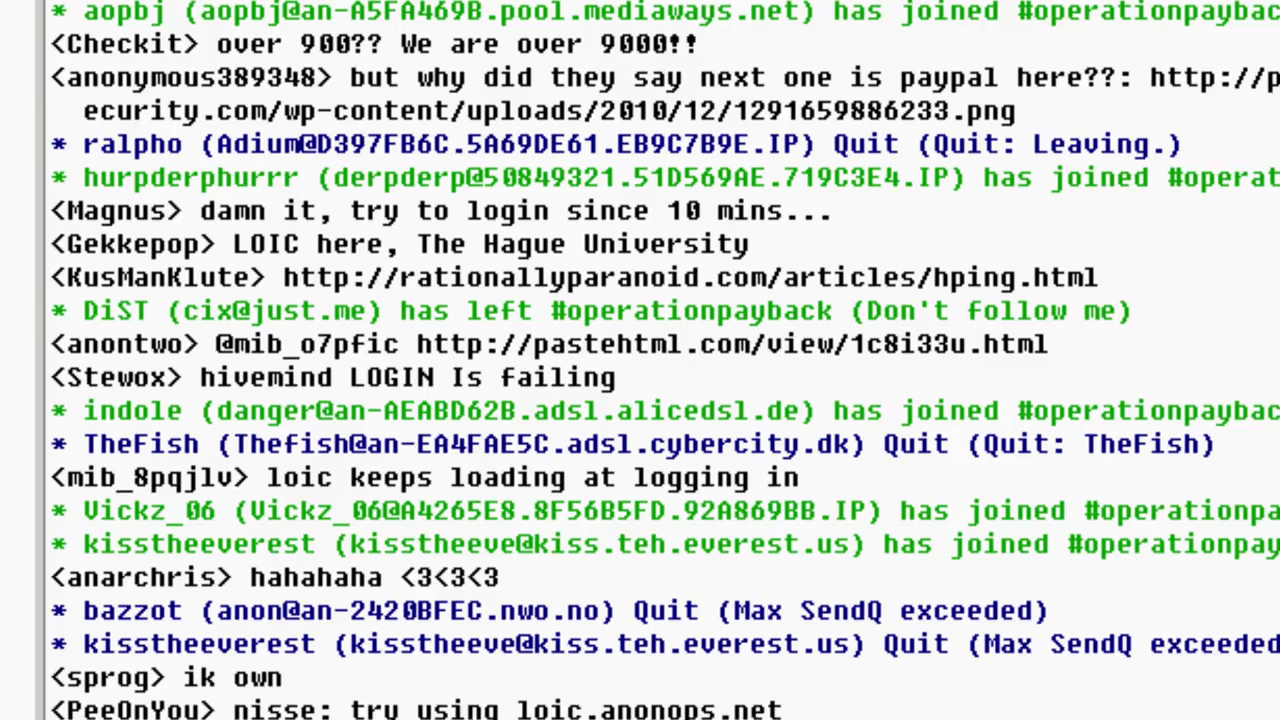 * aopbj (aopbj@an-A5FA469B.pool.mediaways.net) has joined #operationpaybac
<Checkit> over 900?? We are over 9000!!
<anonymous389348> but why did they say next one is paypal here??: http://p
ecurity.com/wp-content/uploads/2010/12/1291659886233.png
* ralpho (Adium@D397FB6C.5A69DE61.EB9C7B9E.IP) Quit (Quit: Leaving.)
* hurpderphurrr (derpderp@50849321.51D569AE.719C3E4.IP) has joined #operat
<Magnus> damn it, try to login since 10 mins...
<Gekkepop> LOIC here, The Hague University
<KusManKlute> http://rationallyparanoid.com/articles/hping.html
* DiST (cix@just.me) has left #operationpayback (Don't follow me)
<anontwo> @mib_o7pfic http://pastehtml.com/view/1c8i33u.html
<Stewox> hivemind LOGIN Is failing
* indole (danger@an-AEABD62B.adsl.alicedsl.de) has joined #operationpaybac
* TheFish (Thefish@an-EA4FAE5C.adsl.cybercity.dk) Quit (Quit: TheFish)
<mib_8pqjlv> loic keeps loading at logging in
* Vickz_06 (Vickz_06@A4265E8.8F56B5FD.92A869BB.IP) has joined #operationpa
* kisstheeverest (kisstheeve@kiss.teh.everest.us) has joined #operationpay
<anarchris> hahahaha <3<3<3
* bazzot (anon@an-2420BFEC.nwo.no) Quit (Max SendQ exceeded)
* kisstheeverest (kisstheeve@kiss.teh.everest.us) Quit (Max SendQ exceeded
<sprog> ik own
<PeeOnYou> nisse: try using loic.anonops.net